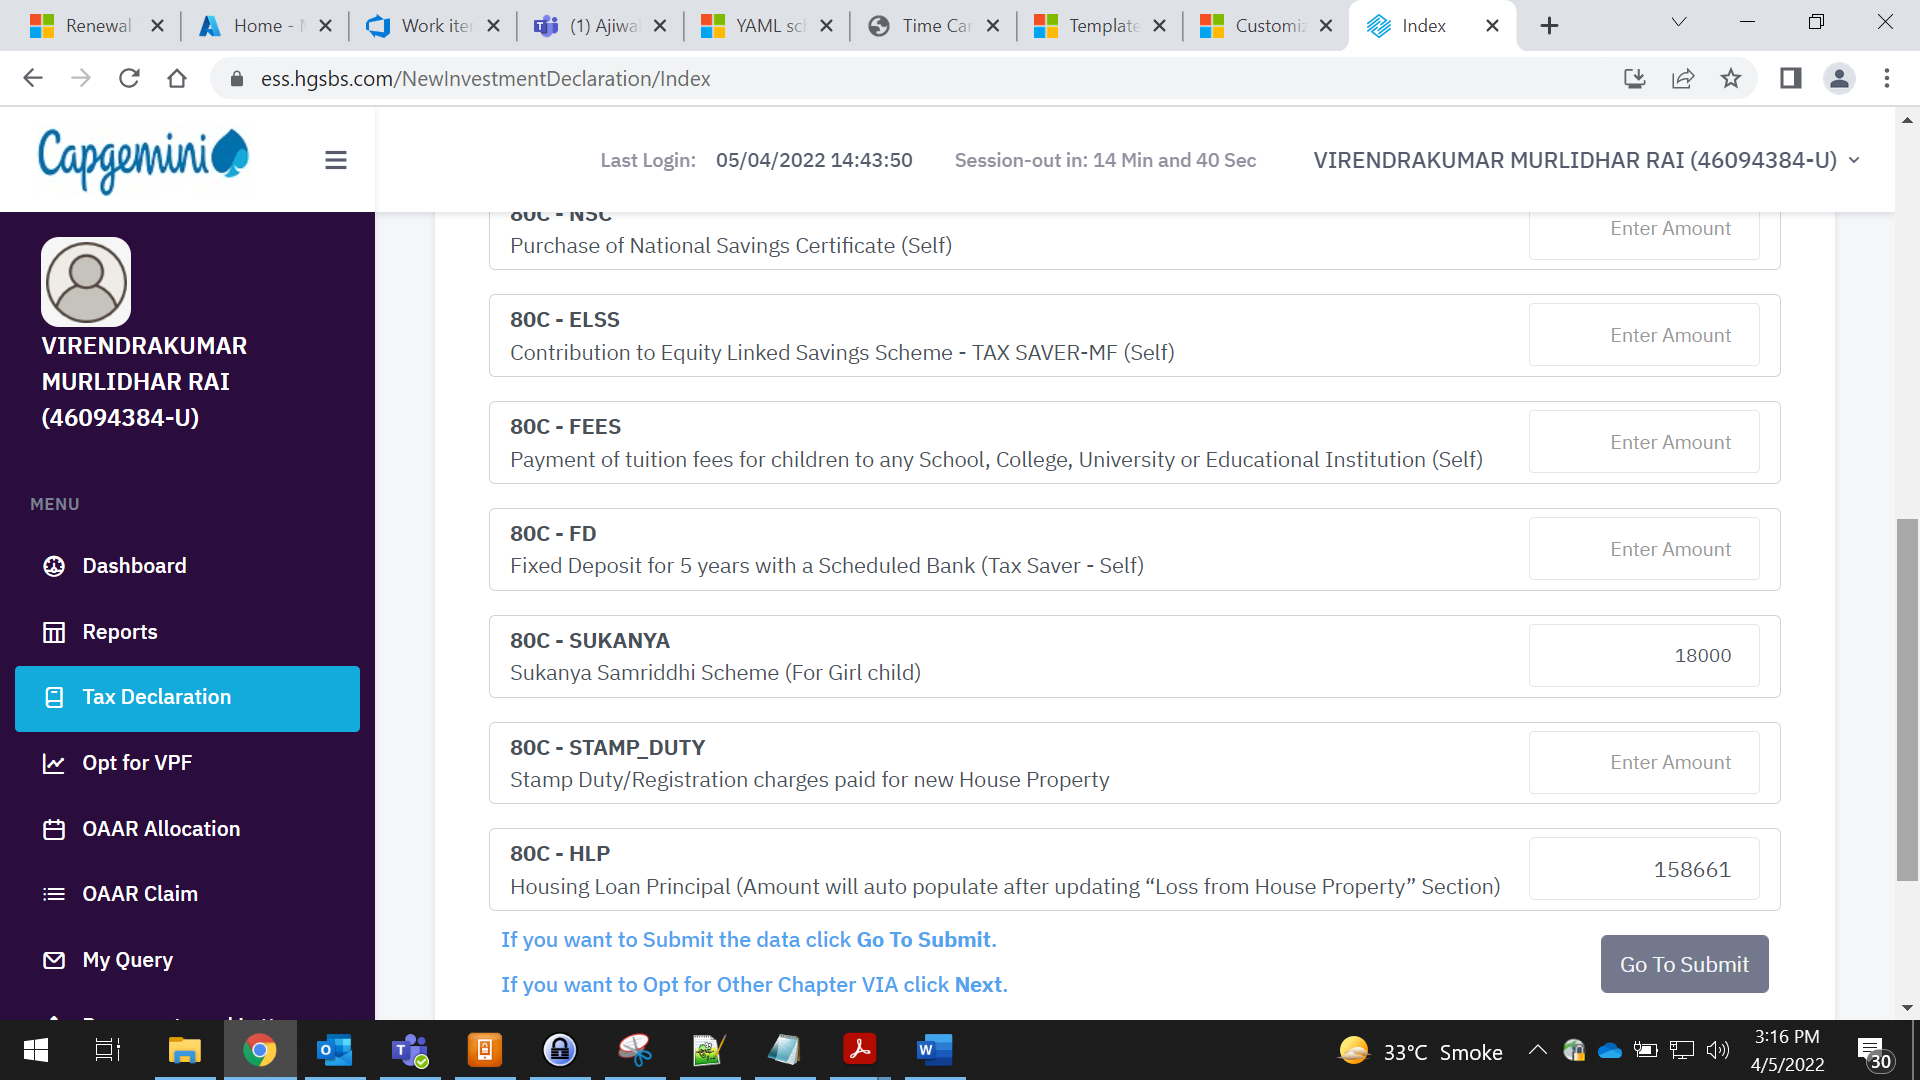 Renewal
Home - M
Work iter
(1) Ajiwa
YAML sc
Time Car
Template
Customiz
Index
ess.hgsbs.com/NewInvestmentDeclaration/Index
Capgemini
Last Login: 05/04/2022 14:43:50
Session-out in: 14 Min and 40 Sec
VIRENDRAKUMAR MURLIDHAR RAI (46094384-U)
VIRENDRAKUMAR
MURLIDHAR RAI
(46094384-U)
MENU
Dashboard
Reports
Tax Declaration
Opt for VPF
OAAR Allocation
OAAR Claim
My Query
80C - NSC
Purchase of National Savings Certificate (Self)
Enter Amount
80C - ELSS
Contribution to Equity Linked Savings Scheme - TAX SAVER-MF (Self)
Enter Amount
80C - FEES
Payment of tuition fees for children to any School, College, University or Educational Institution (Self)
Enter Amount
80C - FD
Fixed Deposit for 5 years with a Scheduled Bank (Tax Saver - Self)
Enter Amount
80C - SUKANYA
Sukanya Samriddhi Scheme (For Girl child)
18000
80C - STAMP_DUTY
Stamp Duty/Registration charges paid for new House Property
Enter Amount
80C - HLP
Housing Loan Principal (Amount will auto populate after updating “Loss from House Property” Section)
158661
If you want to Submit the data click Go To Submit.
If you want to Opt for Other Chapter VIA click Next.
Go To Submit
33°C Smoke
3:16 PM
4/5/2022
30